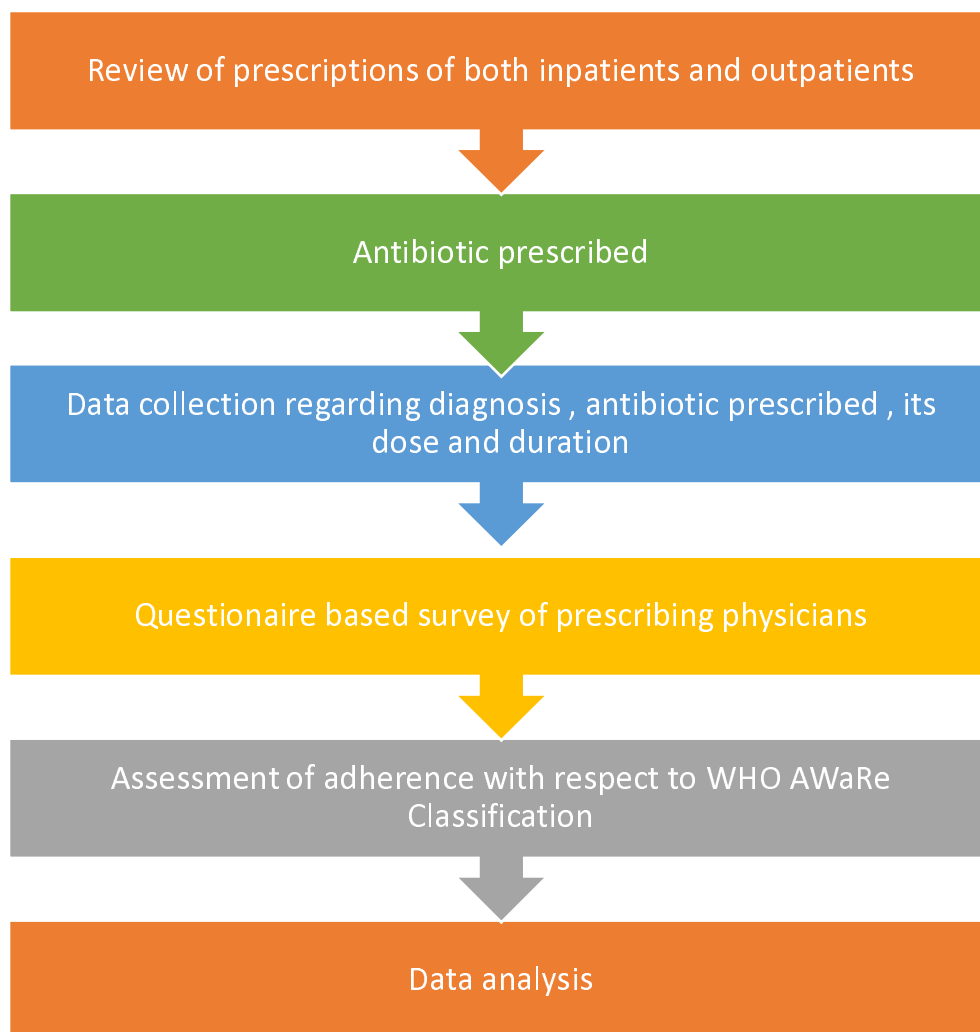 Review of prescriptions of both inpatients and outpatients
Antibiotic prescribed
Data collection regarding diagnosis , antibiotic prescribed , its
dose and duration
Questionaire based survey of prescribing physicians
Assessment of adherence with respect to WHO AWaRe
Classification
Data analysis